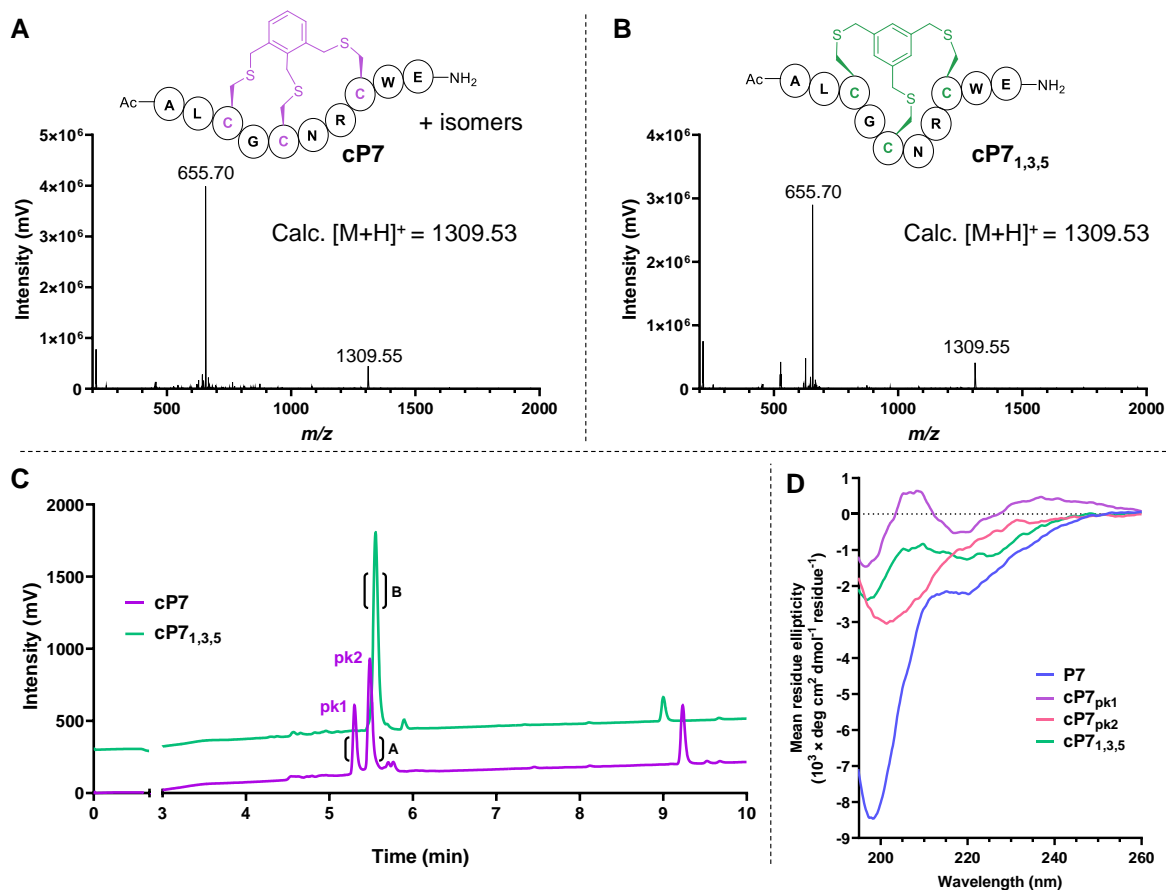 A
S
S
S
Ac
A
L
C
G
C
N
R
C
W
E
NH₂
+ isomers
cP7
5×10⁶
4×10⁶
3×10⁶
2×10⁶
1×10⁶
0
Intensity (mV)
655.70
Calc. [M+H]⁺ = 1309.53
1309.55
500
1000
1500
2000
m/z
B
S
S
S
Ac
A
L
C
G
C
N
R
C
W
E
NH₂
cP7₁,₃,₅
4×10⁶
3×10⁶
2×10⁶
1×10⁶
0
Intensity (mV)
655.70
Calc. [M+H]⁺ = 1309.53
1309.55
500
1000
1500
2000
m/z
C
2000
1500
1000
500
0
Intensity (mV)
cP7
cP7₁,₃,₅
B
pk2
pk1
A
0
3
4
5
6
7
8
9
10
Time (min)
D
1
0
-1
-2
-3
-4
-5
-6
-7
-8
-9
Mean residue ellipticity
(10³ × deg cm² dmol⁻¹ residue⁻¹)
P7
cP7pk1
cP7pk2
cP7₁,₃,₅
200
220
240
260
Wavelength (nm)